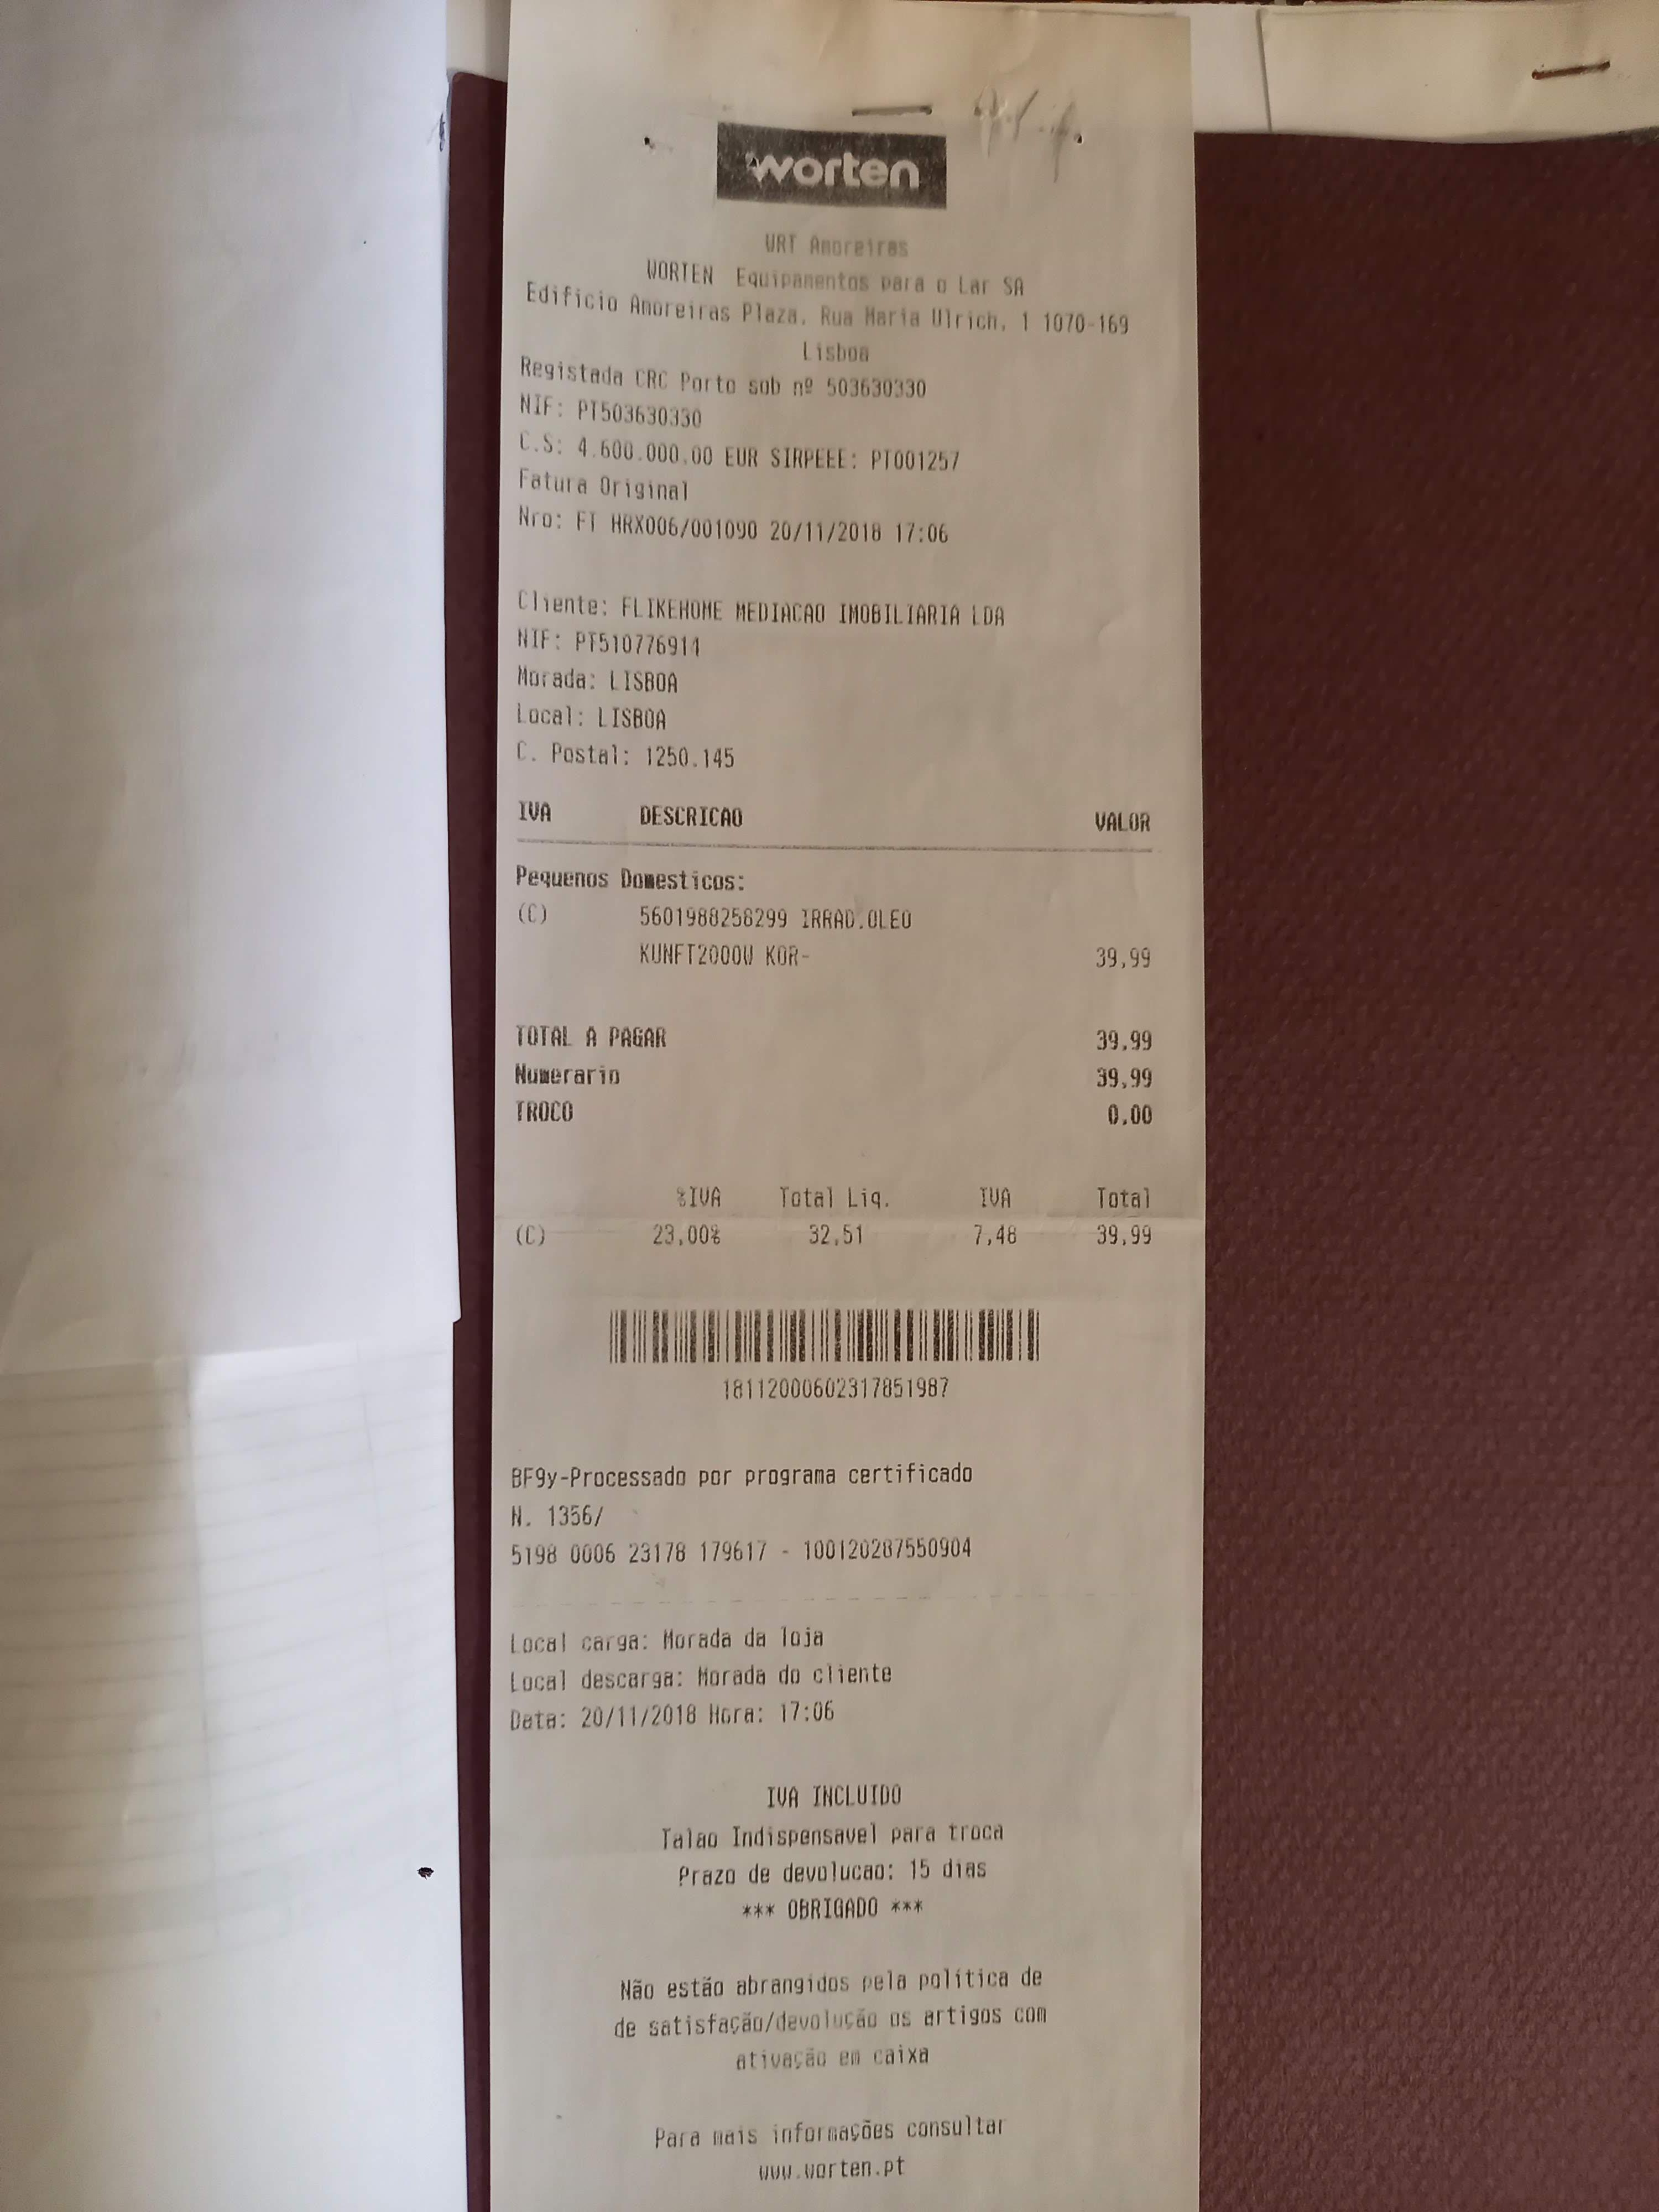 worten
WRT Amoreiras
WORTEN Equipamentos para o Lar SA
Edificio Amoreiras Plaza, Rua Maria Ulrich, 1 1070-169
Lisboa
Registada CRC Porto sob nº 503630330
NIF: PT503630330
C.S: 4.600.000,00 EUR SIRPEEE: PT001257
Fatura Original
Nro: FT HRX006/001090 20/11/2018 17:06
Cliente: FLIKEHOME MEDIACAO IMOBILIARIA LDA
NIF: PT510776914
Morada: LISBOA
Local: LISBOA
C. Postal: 1250.145
IVA DESCRICAO VALOR
Pequenos Domesticos:
(C) 5601988258299 IRRAD.OLEO
KUNFT2000W KOR- 39,99
TOTAL A PAGAR 39,99
Numerario 39,99
TROCO 0,00
%IVA Total Liq. IVA Total
(C) 23,00% 32,51 7,48 39,99
18112000602317851987
BF9y-Processado por programa certificado
N. 1356/
5198 0006 23178 179617 - 100120287550904
Local carga: Morada da loja
Local descarga: Morada do cliente
Data: 20/11/2018 Hora: 17:06
IVA INCLUIDO
Talao Indispensavel para troca
Prazo de devolucao: 15 dias
*** OBRIGADO ***
Não estão abrangidos pela política de
de satisfação/devolução os artigos com
ativação em caixa
Para mais informações consultar
www.worten.pt